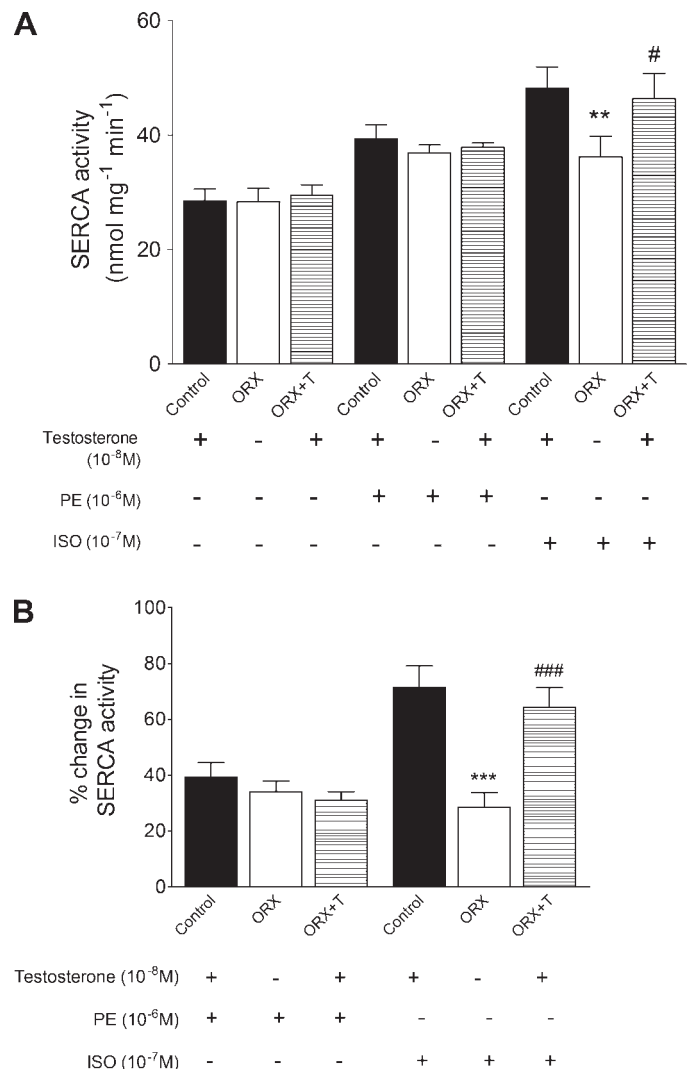 A
60
40
20
0
SERCA activity
(nmol mg⁻¹ min⁻¹)
**
#
Control ORX ORX+T Control ORX ORX+T Control ORX ORX+T
Testosterone + - + + - + + - +
(10⁻⁸M)
PE (10⁻⁶M) - - - + + + - - -
ISO (10⁻⁷M) - - - - - - + + +
B
100
80
60
40
20
0
% change in
SERCA activity
***
###
Control ORX ORX+T Control ORX ORX+T
Testosterone (10⁻⁸M) + - + + - +
PE (10⁻⁶M) + + + - - -
ISO (10⁻⁷M) - - - + + +